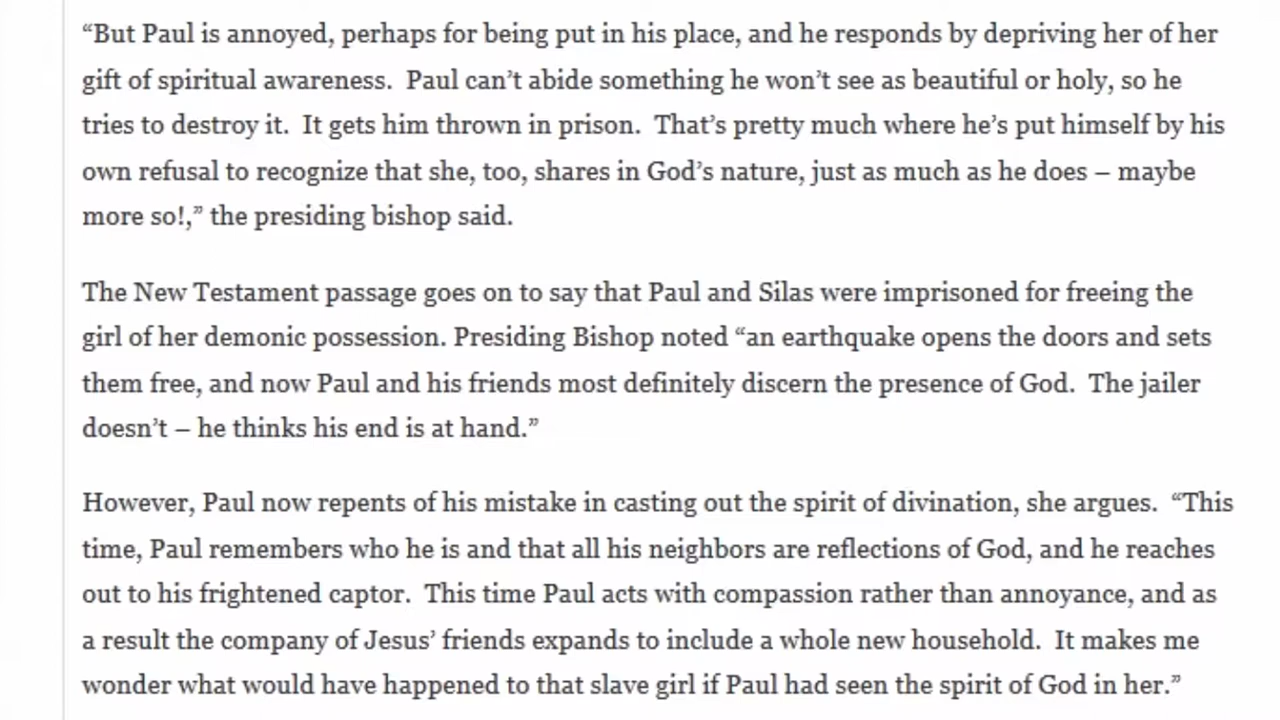 “But Paul is annoyed, perhaps for being put in his place, and he responds by depriving her of her
gift of spiritual awareness.  Paul can’t abide something he won’t see as beautiful or holy, so he
tries to destroy it.  It gets him thrown in prison.  That’s pretty much where he’s put himself by his
own refusal to recognize that she, too, shares in God’s nature, just as much as he does – maybe
more so!,” the presiding bishop said.
The New Testament passage goes on to say that Paul and Silas were imprisoned for freeing the
girl of her demonic possession. Presiding Bishop noted “an earthquake opens the doors and sets
them free, and now Paul and his friends most definitely discern the presence of God.  The jailer
doesn’t – he thinks his end is at hand.”
However, Paul now repents of his mistake in casting out the spirit of divination, she argues.  “This
time, Paul remembers who he is and that all his neighbors are reflections of God, and he reaches
out to his frightened captor.  This time Paul acts with compassion rather than annoyance, and as
a result the company of Jesus’ friends expands to include a whole new household.  It makes me
wonder what would have happened to that slave girl if Paul had seen the spirit of God in her.”